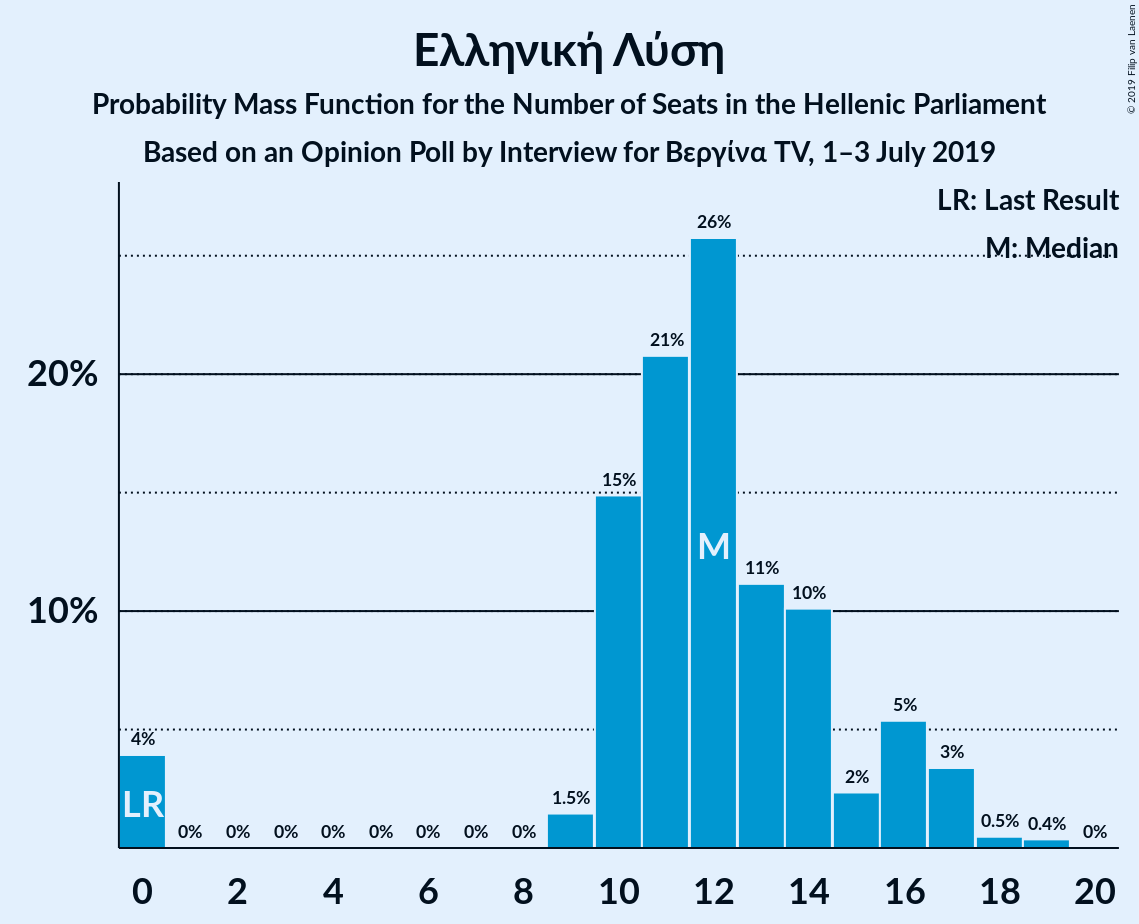 Ελληνική Λύση
Probability Mass Function for the Number of Seats in the Hellenic Parliament
Based on an Opinion Poll by Interview for Βεργίνα TV, 1–3 July 2019
© 2019 Filip van Laenen
LR: Last Result
M: Median
26%
21%
20%
15%
M
11%
10%
10%
5%
4%
3%
2%
LR
0% 0% 0% 0% 0% 0% 0% 0% 1.5% 0.5% 0.4% 0%
0 2 4 6 8 10 12 14 16 18 20